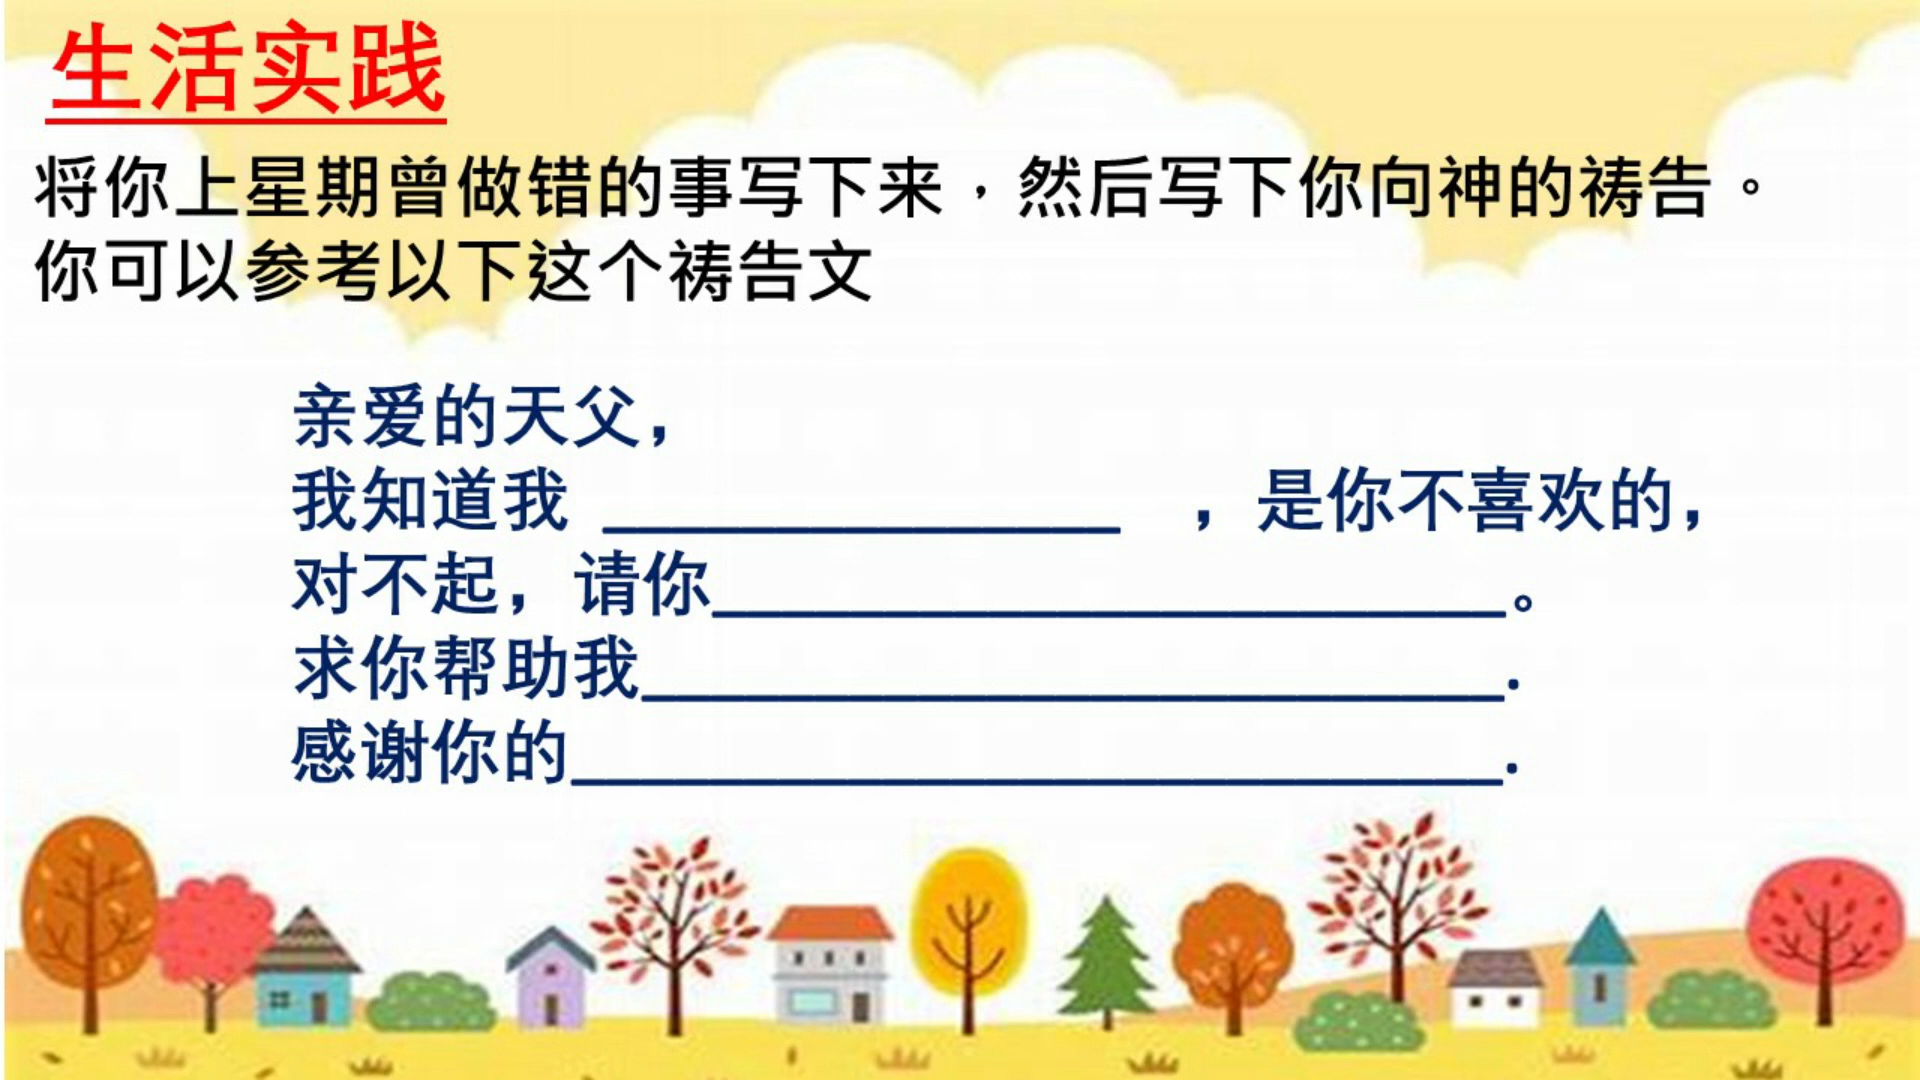 生活实践
将你上星期曾做错的事写下来，然后写下你向神的祷告。
你可以参考以下这个祷告文
亲爱的天父，
我知道我 _______________ ，是你不喜欢的，
对不起，请你_______________________。
求你帮助我_________________________.
感谢你的___________________________.